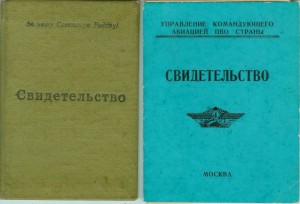 За нашу Советскую Родину!
Свидетельство
УПРАВЛЕНИЕ КОМАНДУЮЩЕГО
АВИАЦИЕЙ ПВО СТРАНЫ
СВИДЕТЕЛЬСТВО
МОСКВА